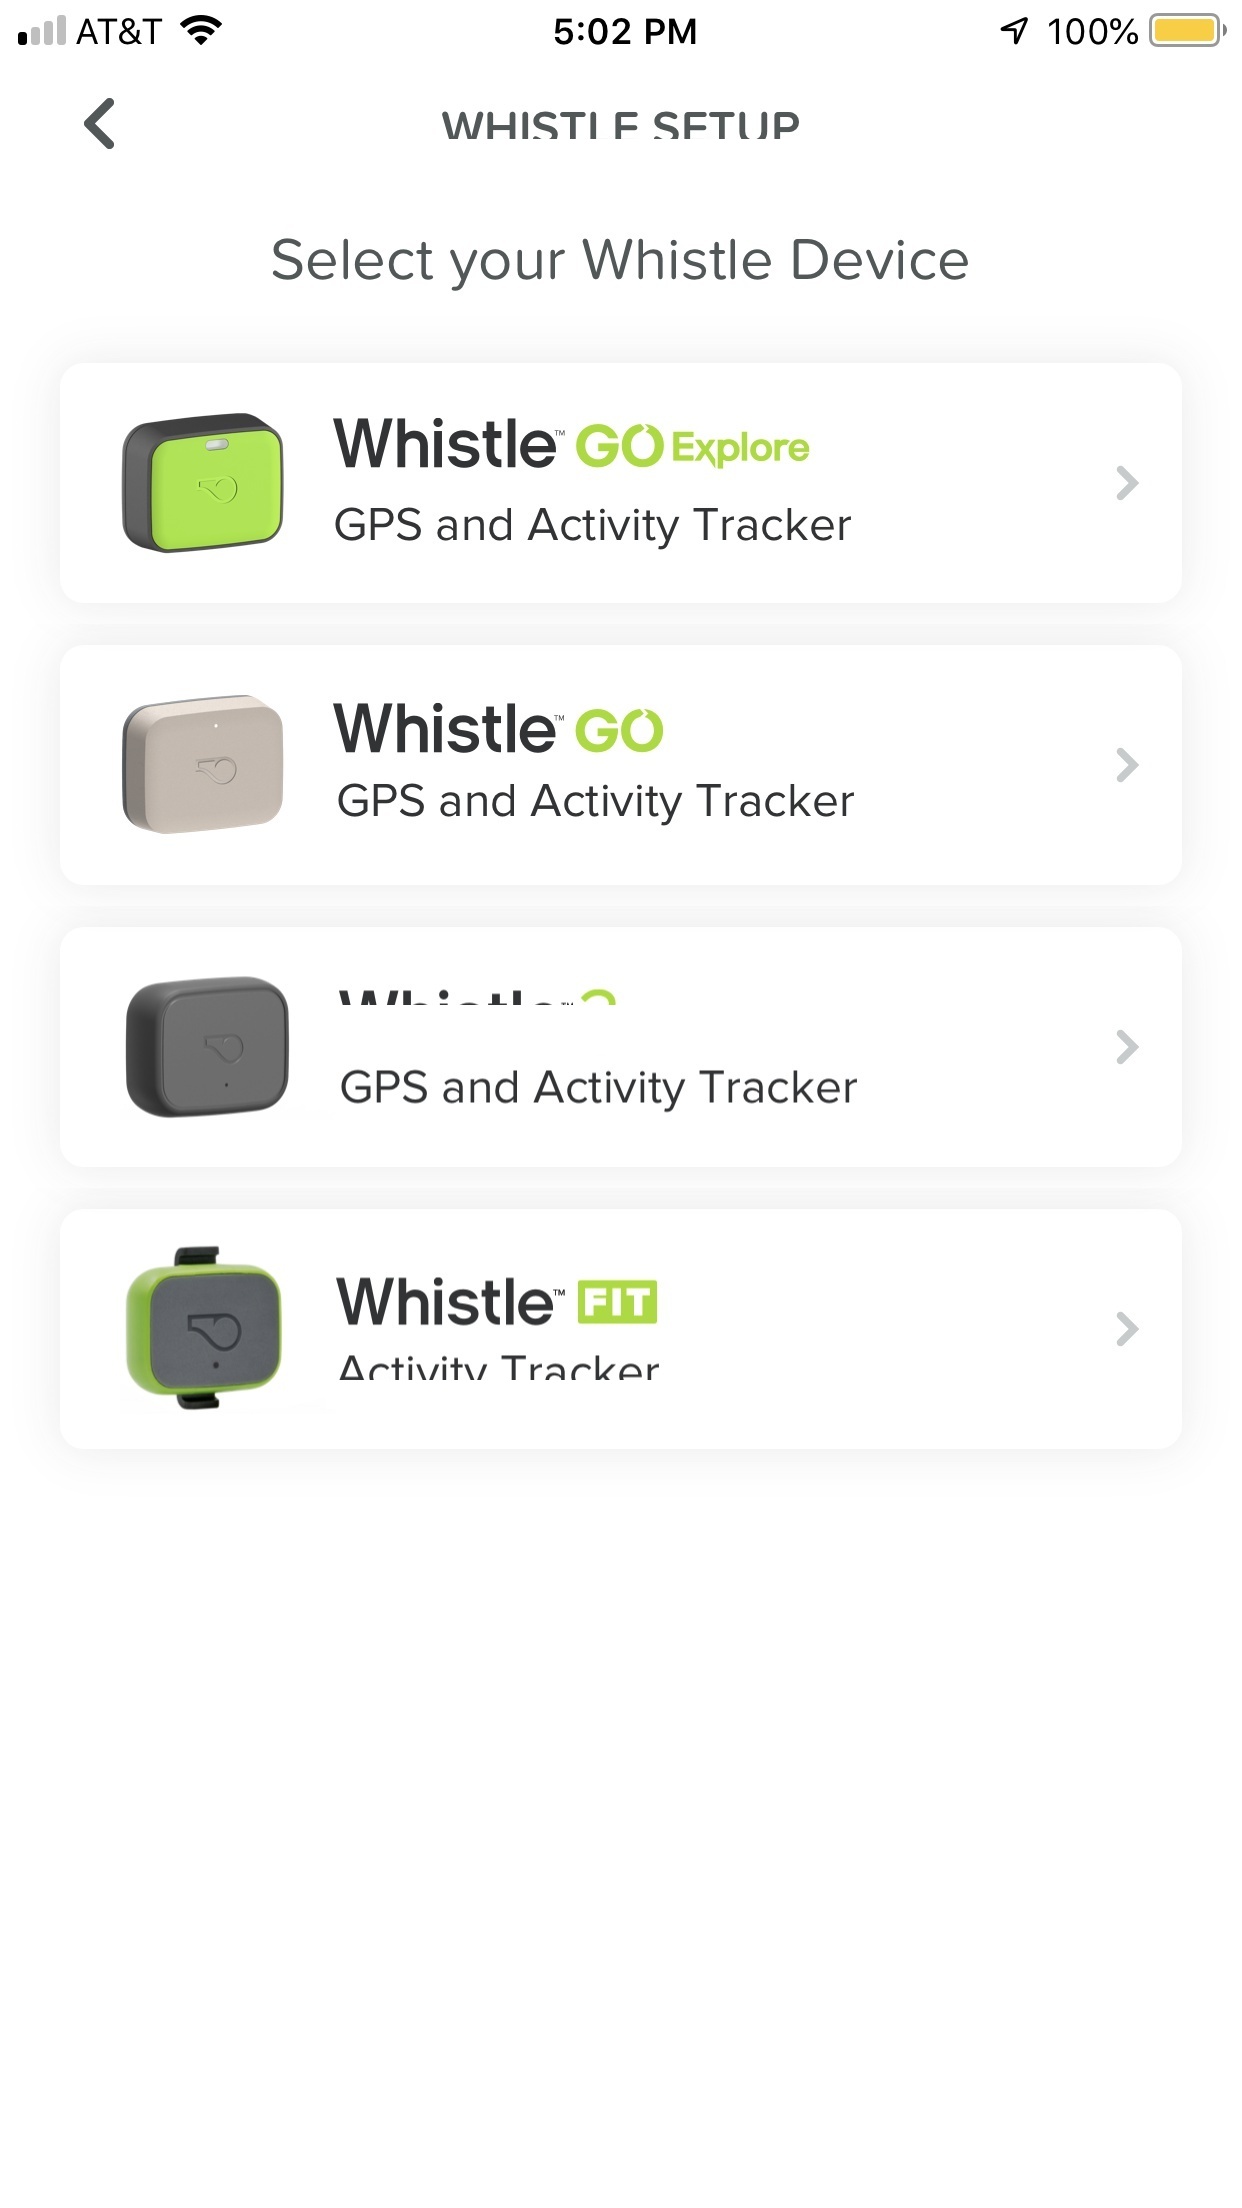 AT&T 5:02 PM 100%
WHISTLE SETUP
Select your Whistle Device
Whistle™ GO Explore
GPS and Activity Tracker
Whistle™ GO
GPS and Activity Tracker
Whistle™
GPS and Activity Tracker
Whistle™ FIT
Activity Tracker